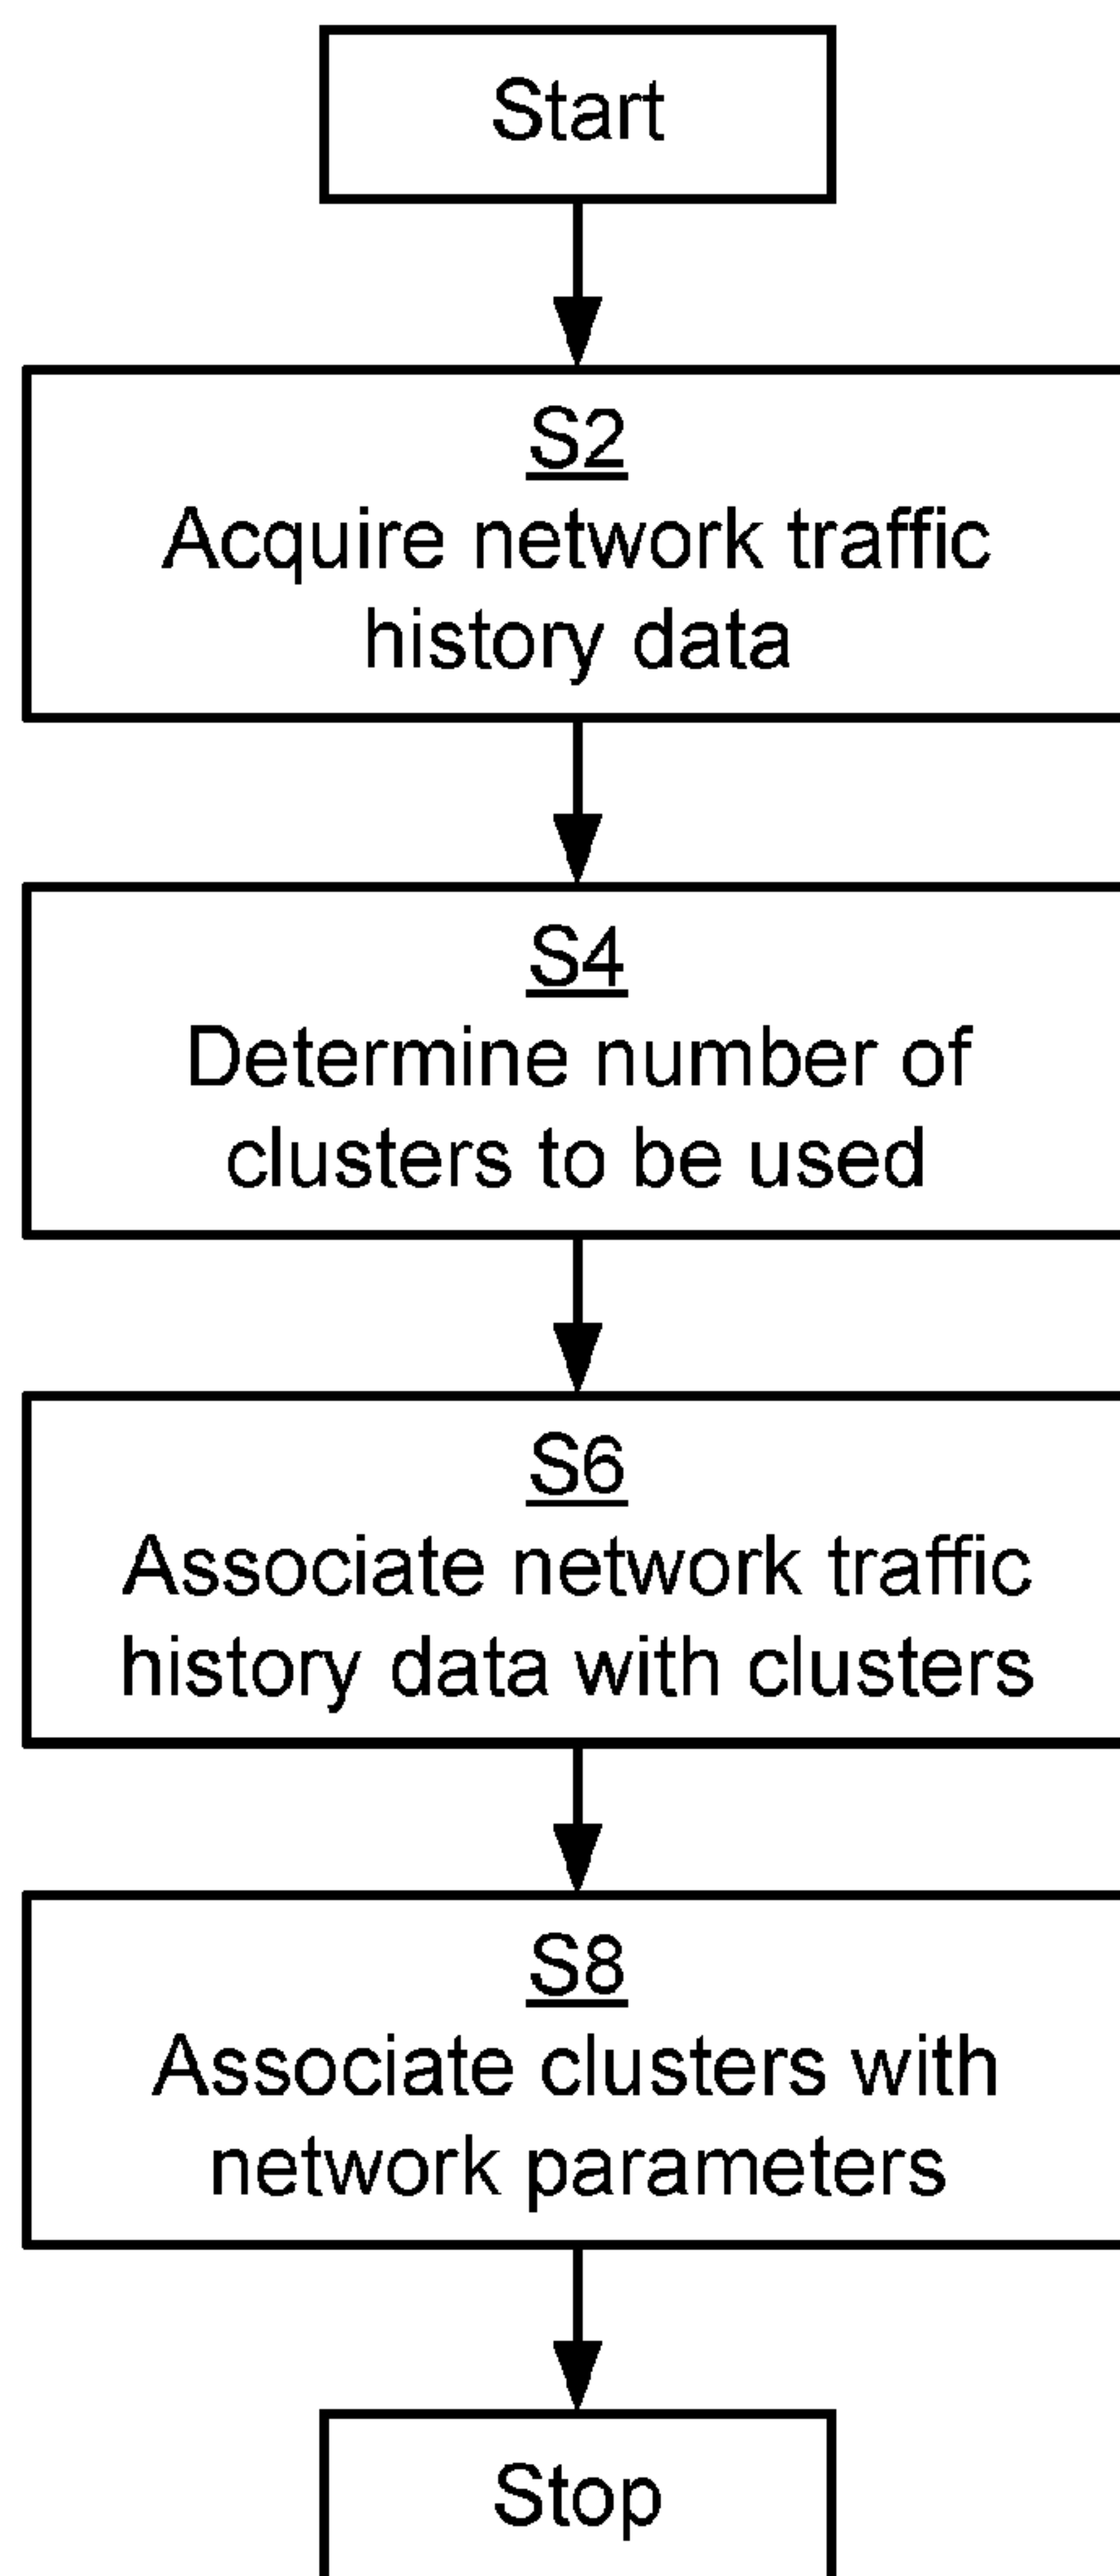 Start
S2
Acquire network traffic
history data
S4
Determine number of
clusters to be used
S6
Associate network traffic
history data with clusters
S8
Associate clusters with
network parameters
Stop